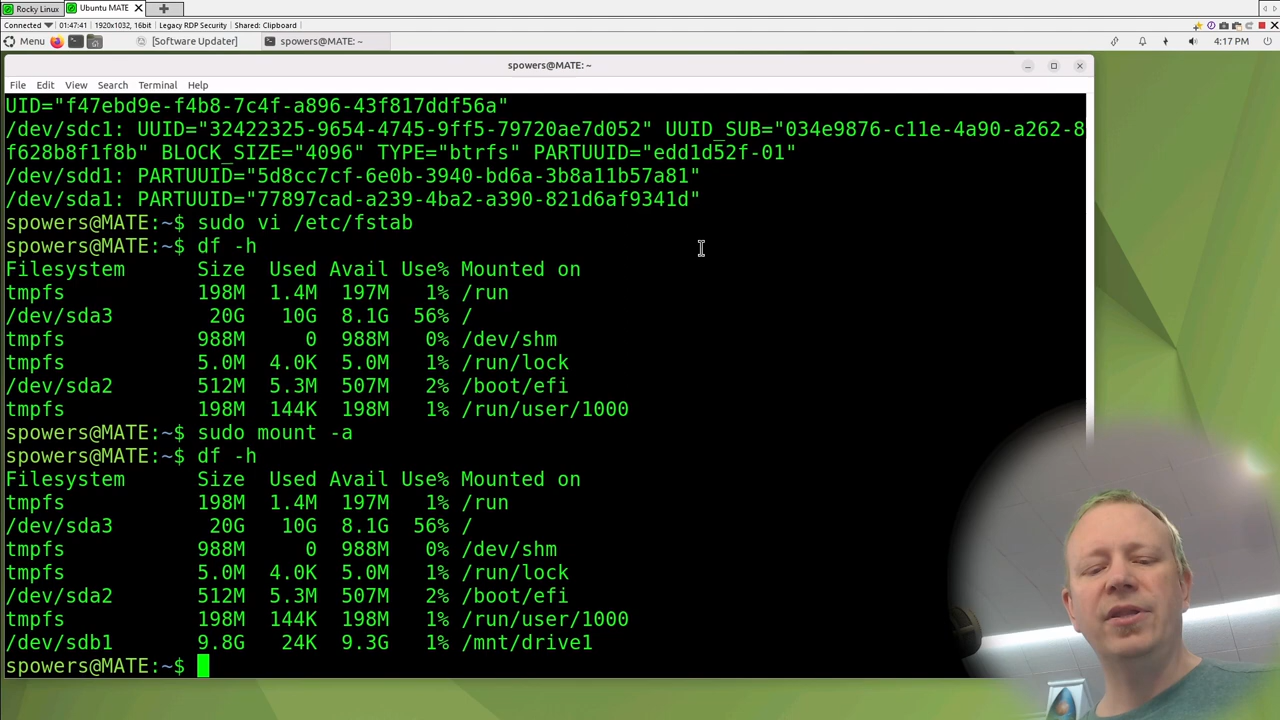 Rocky Linux
Ubuntu MATE
Connected
01:47:41
1920x1032, 16bit
Legacy RDP Security
Shared: Clipboard
Menu
[Software Updater]
spowers@MATE: ~
4:17 PM
spowers@MATE: ~
File Edit View Search Terminal Help
UID="f47ebd9e-f4b8-7c4f-a896-43f817ddf56a"
/dev/sdc1: UUID="32422325-9654-4745-9ff5-79720ae7d052" UUID_SUB="034e9876-c11e-4a90-a262-8
f628b8f1f8b" BLOCK_SIZE="4096" TYPE="btrfs" PARTUUID="edd1d52f-01"
/dev/sdd1: PARTUUID="5d8cc7cf-6e0b-3940-bd6a-3b8a11b57a81"
/dev/sda1: PARTUUID="77897cad-a239-4ba2-a390-821d6af9341d"
spowers@MATE:~$ sudo vi /etc/fstab
spowers@MATE:~$ df -h
Filesystem Size Used Avail Use% Mounted on
tmpfs 198M 1.4M 197M 1% /run
/dev/sda3 20G 10G 8.1G 56% /
tmpfs 988M 0 988M 0% /dev/shm
tmpfs 5.0M 4.0K 5.0M 1% /run/lock
/dev/sda2 512M 5.3M 507M 2% /boot/efi
tmpfs 198M 144K 198M 1% /run/user/1000
spowers@MATE:~$ sudo mount -a
spowers@MATE:~$ df -h
Filesystem Size Used Avail Use% Mounted on
tmpfs 198M 1.4M 197M 1% /run
/dev/sda3 20G 10G 8.1G 56% /
tmpfs 988M 0 988M 0% /dev/shm
tmpfs 5.0M 4.0K 5.0M 1% /run/lock
/dev/sda2 512M 5.3M 507M 2% /boot/efi
tmpfs 198M 144K 198M 1% /run/user/1000
/dev/sdb1 9.8G 24K 9.3G 1% /mnt/drive1
spowers@MATE:~$